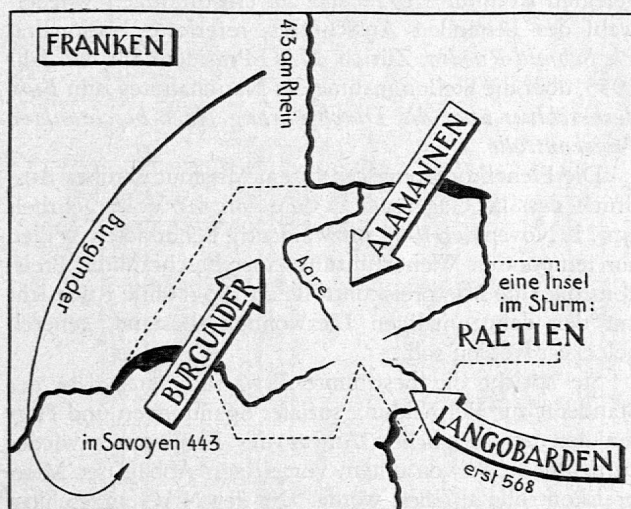 FRANKEN
413 am Rhein
Burgunder
ALAMANNEN
Aare
BURGUNDER
eine Insel
im Sturm
RAETIEN
in Savoyen 443
LANGOBARDEN
erst 568